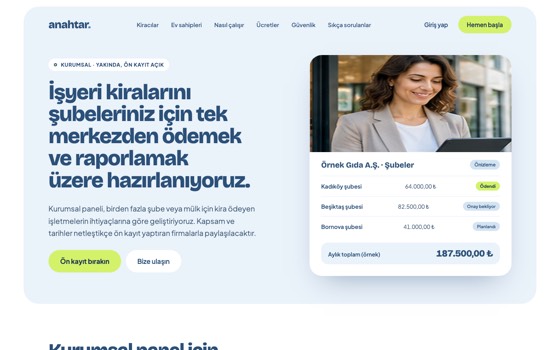 anahtar.
Kiracılar Ev sahipleri Nasıl çalışır Ücretler Güvenlik Sıkça sorulanlar
Giriş yap Hemen başla
KURUMSAL · YAKINDA, ÖN KAYIT AÇIK
İşyeri kiralarını
şubeleriniz için tek
merkezden ödemek
ve raporlamak
üzere hazırlanıyoruz.
Kurumsal paneli, birden fazla şube veya mülk için kira ödeyen
işletmelerin ihtiyaçlarına göre geliştiriyoruz. Kapsam ve
tarihler netleştikçe ön kayıt yaptıran firmalarla paylaşılacaktır.
Ön kayıt bırakın Bize ulaşın
Örnek Gıda A.Ş. · Şubeler Önizleme
Kadıköy şubesi 64.000,00 ₺ Ödendi
Beşiktaş şubesi 82.500,00 ₺ Onay bekliyor
Bornova şubesi 41.000,00 ₺ Planlandı
Aylık toplam (örnek) 187.500,00 ₺
Kurumsal panel için